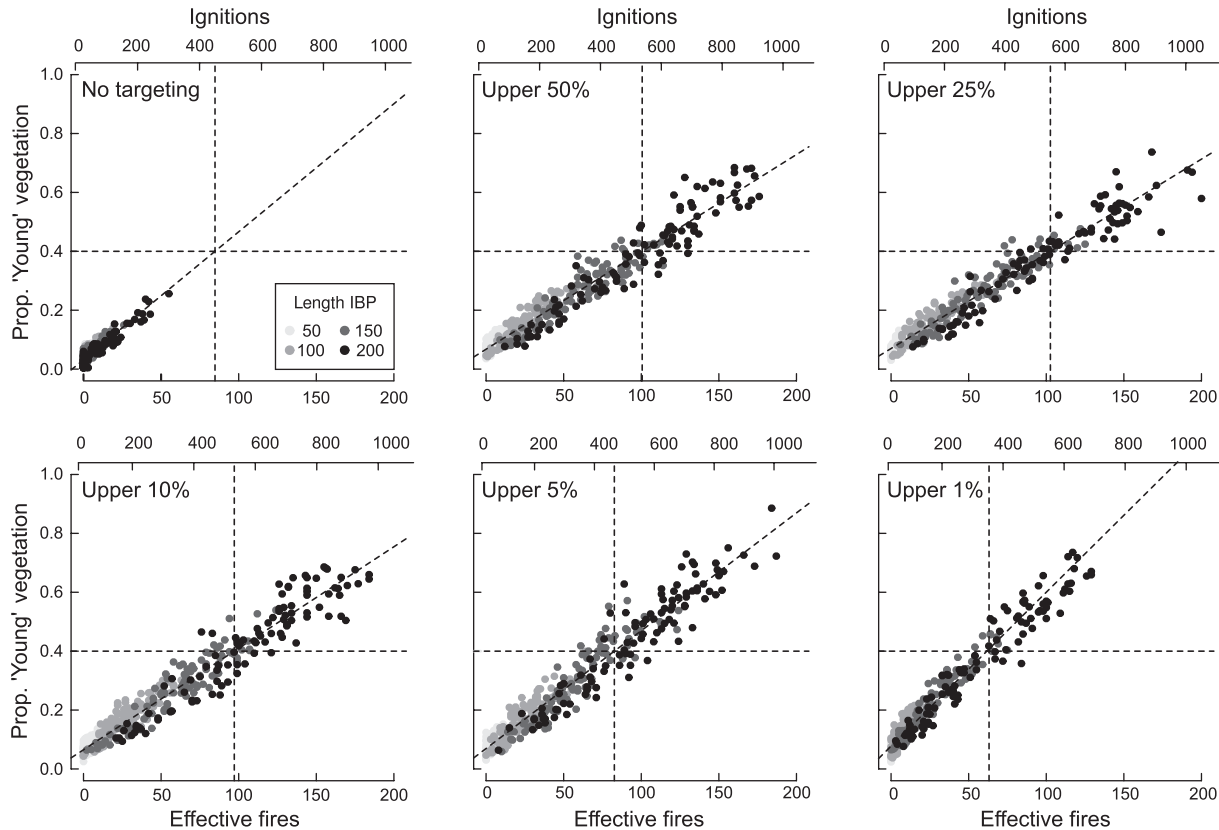 Ignitions Ignitions Ignitions
0 200 400 600 800 1000 0 200 400 600 800 1000 0 200 400 600 800 1000
1.0 No targeting Upper 50% Upper 25%
0.8
0.6
Prop. 'Young' vegetation
0.4
0.2
0.0
Length IBP
50 150
100 200
0 50 100 150 200 0 50 100 150 200 0 50 100 150 200
0 200 400 600 800 1000 0 200 400 600 800 1000 0 200 400 600 800 1000
1.0 Upper 10% Upper 5% Upper 1%
0.8
0.6
Prop. 'Young' vegetation
0.4
0.2
0.0
0 50 100 150 200 0 50 100 150 200 0 50 100 150 200
Effective fires Effective fires Effective fires